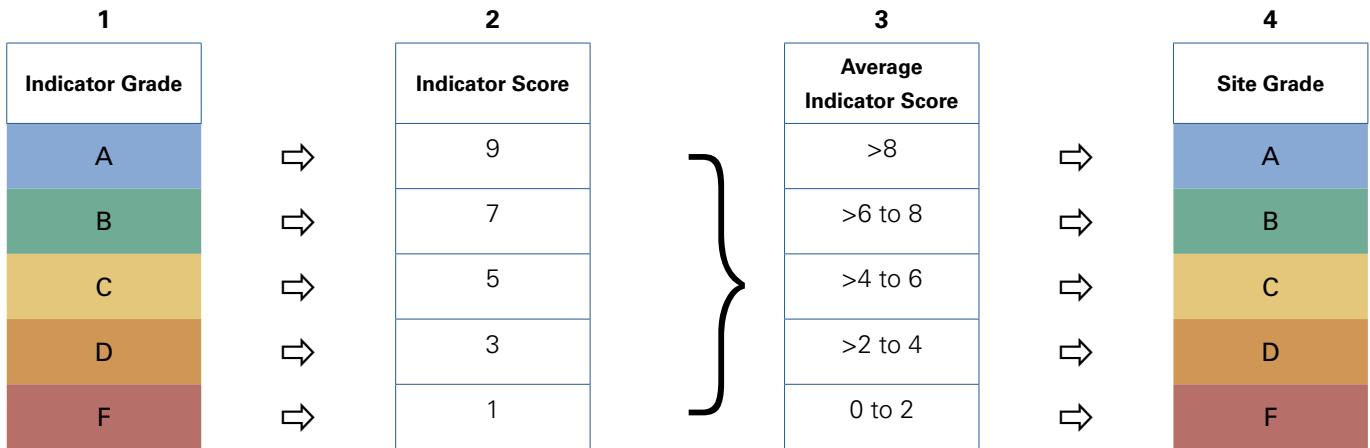 1 2 3 4
Indicator Grade Indicator Score Average Indicator Score Site Grade
A 9 >8 A
B 7 >6 to 8 B
C 5 >4 to 6 C
D 3 >2 to 4 D
F 1 0 to 2 F